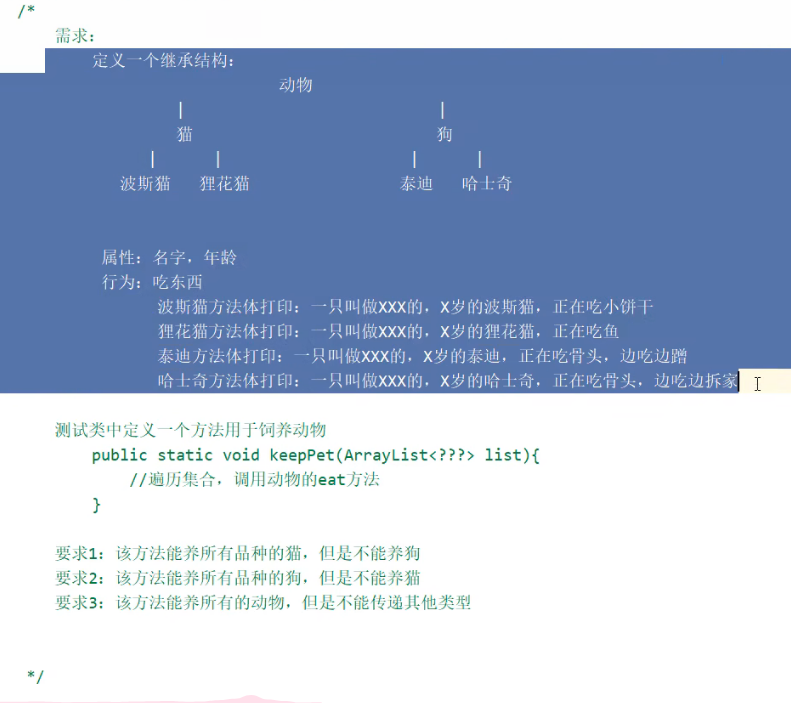 /*
需求：
定义一个继承结构：
动物
| |
猫 狗
| | | |
波斯猫 狸花猫 泰迪 哈士奇
属性：名字，年龄
行为：吃东西
波斯猫方法体打印：一只叫做XXX的，X岁的波斯猫，正在吃小饼干
狸花猫方法体打印：一只叫做XXX的，X岁的狸花猫，正在吃鱼
泰迪方法体打印：一只叫做XXX的，X岁的泰迪，正在吃骨头，边吃边蹭
哈士奇方法体打印：一只叫做XXX的，X岁的哈士奇，正在吃骨头，边吃边拆家
测试类中定义一个方法用于饲养动物
public static void keepPet(ArrayList<???> list){
//遍历集合，调用动物的eat方法
}
要求1：该方法能养所有品种的猫，但是不能养狗
要求2：该方法能养所有品种的狗，但是不能养猫
要求3：该方法能养所有的动物，但是不能传递其他类型
*/